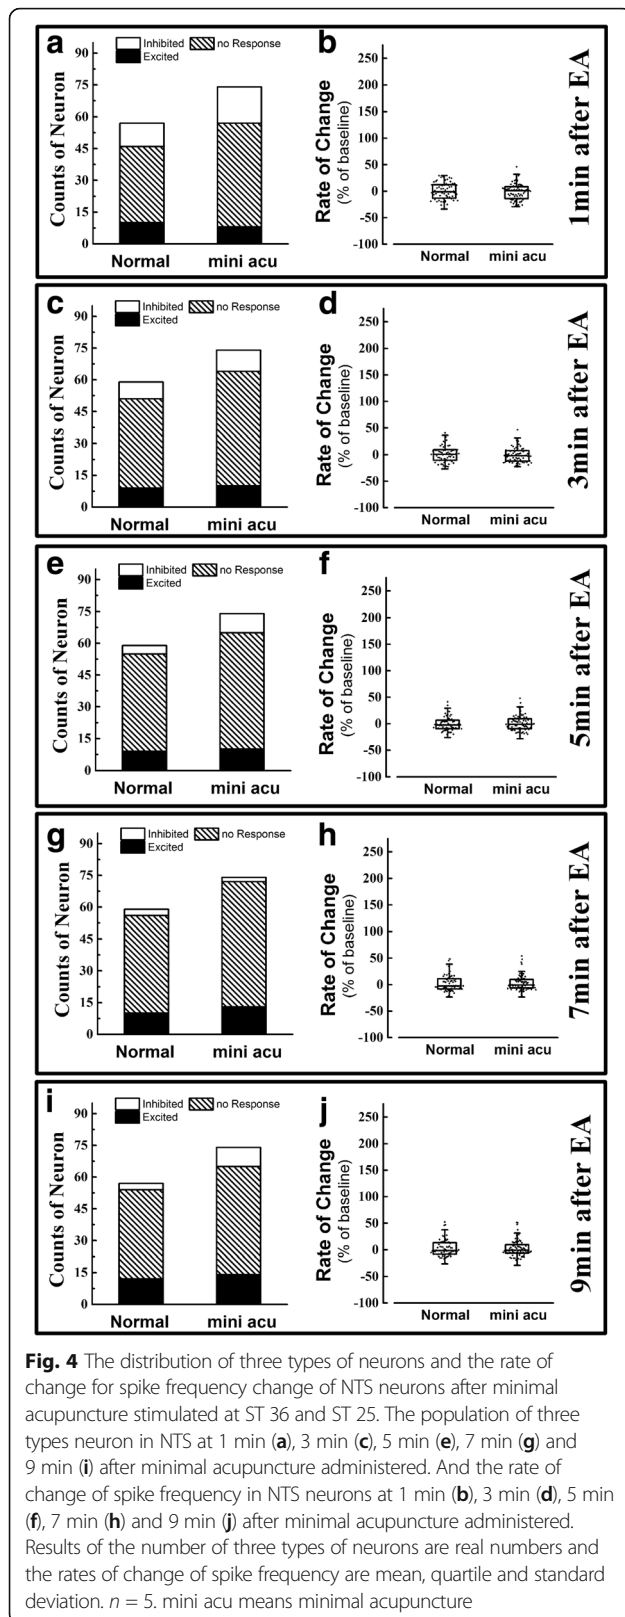 a
Inhibited no Response
Excited
Counts of Neuron
90
75
60
45
30
15
0
Normal mini acu
b
Rate of Change
(% of baseline)
250
200
150
100
50
0
-50
-100
Normal mini acu
1min after EA
c
Inhibited no Response
Excited
Counts of Neuron
90
75
60
45
30
15
0
Normal mini acu
d
Rate of Change
(% of baseline)
250
200
150
100
50
0
-50
-100
Normal mini acu
3min after EA
e
Inhibited no Response
Excited
Counts of Neuron
90
75
60
45
30
15
0
Normal mini acu
f
Rate of Change
(% of baseline)
250
200
150
100
50
0
-50
-100
Normal mini acu
5min after EA
g
Inhibited no Response
Excited
Counts of Neuron
90
75
60
45
30
15
0
Normal mini acu
h
Rate of Change
(% of baseline)
250
200
150
100
50
0
-50
-100
Normal mini acu
7min after EA
i
Inhibited no Response
Excited
Counts of Neuron
90
75
60
45
30
15
0
Normal mini acu
j
Rate of Change
(% of baseline)
250
200
150
100
50
0
-50
-100
Normal mini acu
9min after EA
Fig. 4 The distribution of three types of neurons and the rate of
change for spike frequency change of NTS neurons after minimal
acupuncture stimulated at ST 36 and ST 25. The population of three
types neuron in NTS at 1 min (a), 3 min (c), 5 min (e), 7 min (g) and
9 min (i) after minimal acupuncture administered. And the rate of
change of spike frequency in NTS neurons at 1 min (b), 3 min (d), 5 min
(f), 7 min (h) and 9 min (j) after minimal acupuncture administered.
Results of the number of three types of neurons are real numbers and
the rates of change of spike frequency are mean, quartile and standard
deviation. n = 5. mini acu means minimal acupuncture